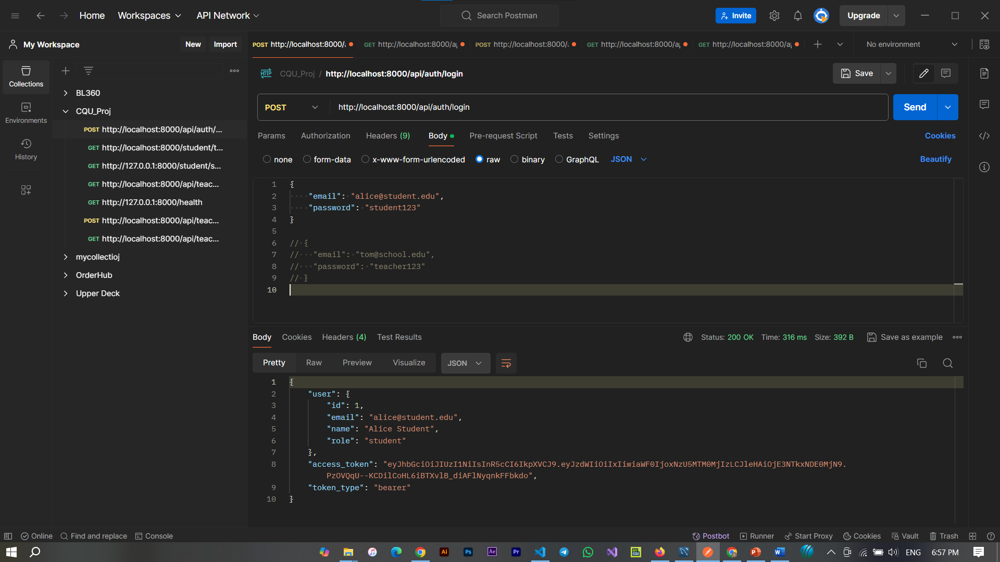 Home Workspaces API Network Search Postman Invite Upgrade
My Workspace New Import
POST http://localhost:8000/ GET http://localhost:8000/a POST http://localhost:8000/ GET http://localhost:8000/a GET http://localhost:8000/a No environment
Collections
Environments
History
BL360
CQU_Proj
POST http://localhost:8000/api/auth/...
GET http://localhost:8000/student/t...
GET http://127.0.0.1:8000/student/s...
GET http://localhost:8000/api/teac...
GET http://127.0.0.1:8000/health
POST http://localhost:8000/api/teac...
GET http://localhost:8000/api/teac...
mycollectioj
OrderHub
Upper Deck
HTTP CQU_Proj / http://localhost:8000/api/auth/login Save
POST http://localhost:8000/api/auth/login Send
Params Authorization Headers (9) Body Pre-request Script Tests Settings Cookies
none form-data x-www-form-urlencoded raw binary GraphQL JSON Beautify
1 {
2 "email": "alice@student.edu",
3 "password": "student123"
4 }
5
6 // {
7 // "email": "tom@school.edu",
8 // "password": "teacher123"
9 // }
10
Body Cookies Headers (4) Test Results Status: 200 OK Time: 316 ms Size: 392 B Save as example
Pretty Raw Preview Visualize JSON
1 {
2 "user": {
3 "id": 1,
4 "email": "alice@student.edu",
5 "name": "Alice Student",
6 "role": "student"
7 },
8 "access_token": "eyJhbGciOiJIUzI1NiIsInR5cCI6IkpXVCJ9.eyJzdWIiOiIxIiwiaWF0IjoxNzU5MTM0MjIzLCJleHAiOjE3NTkxNDE0MjN9.
PzOVQqU--KCDilCoHL6iBTXvlB_diAFlNyqnkFFbkdo",
9 "token_type": "bearer"
10 }
Online Find and replace Console Postbot Runner Start Proxy Cookies Vault Trash
Ai Ps Ae Pr MY CQU P W ENG 6:57 PM